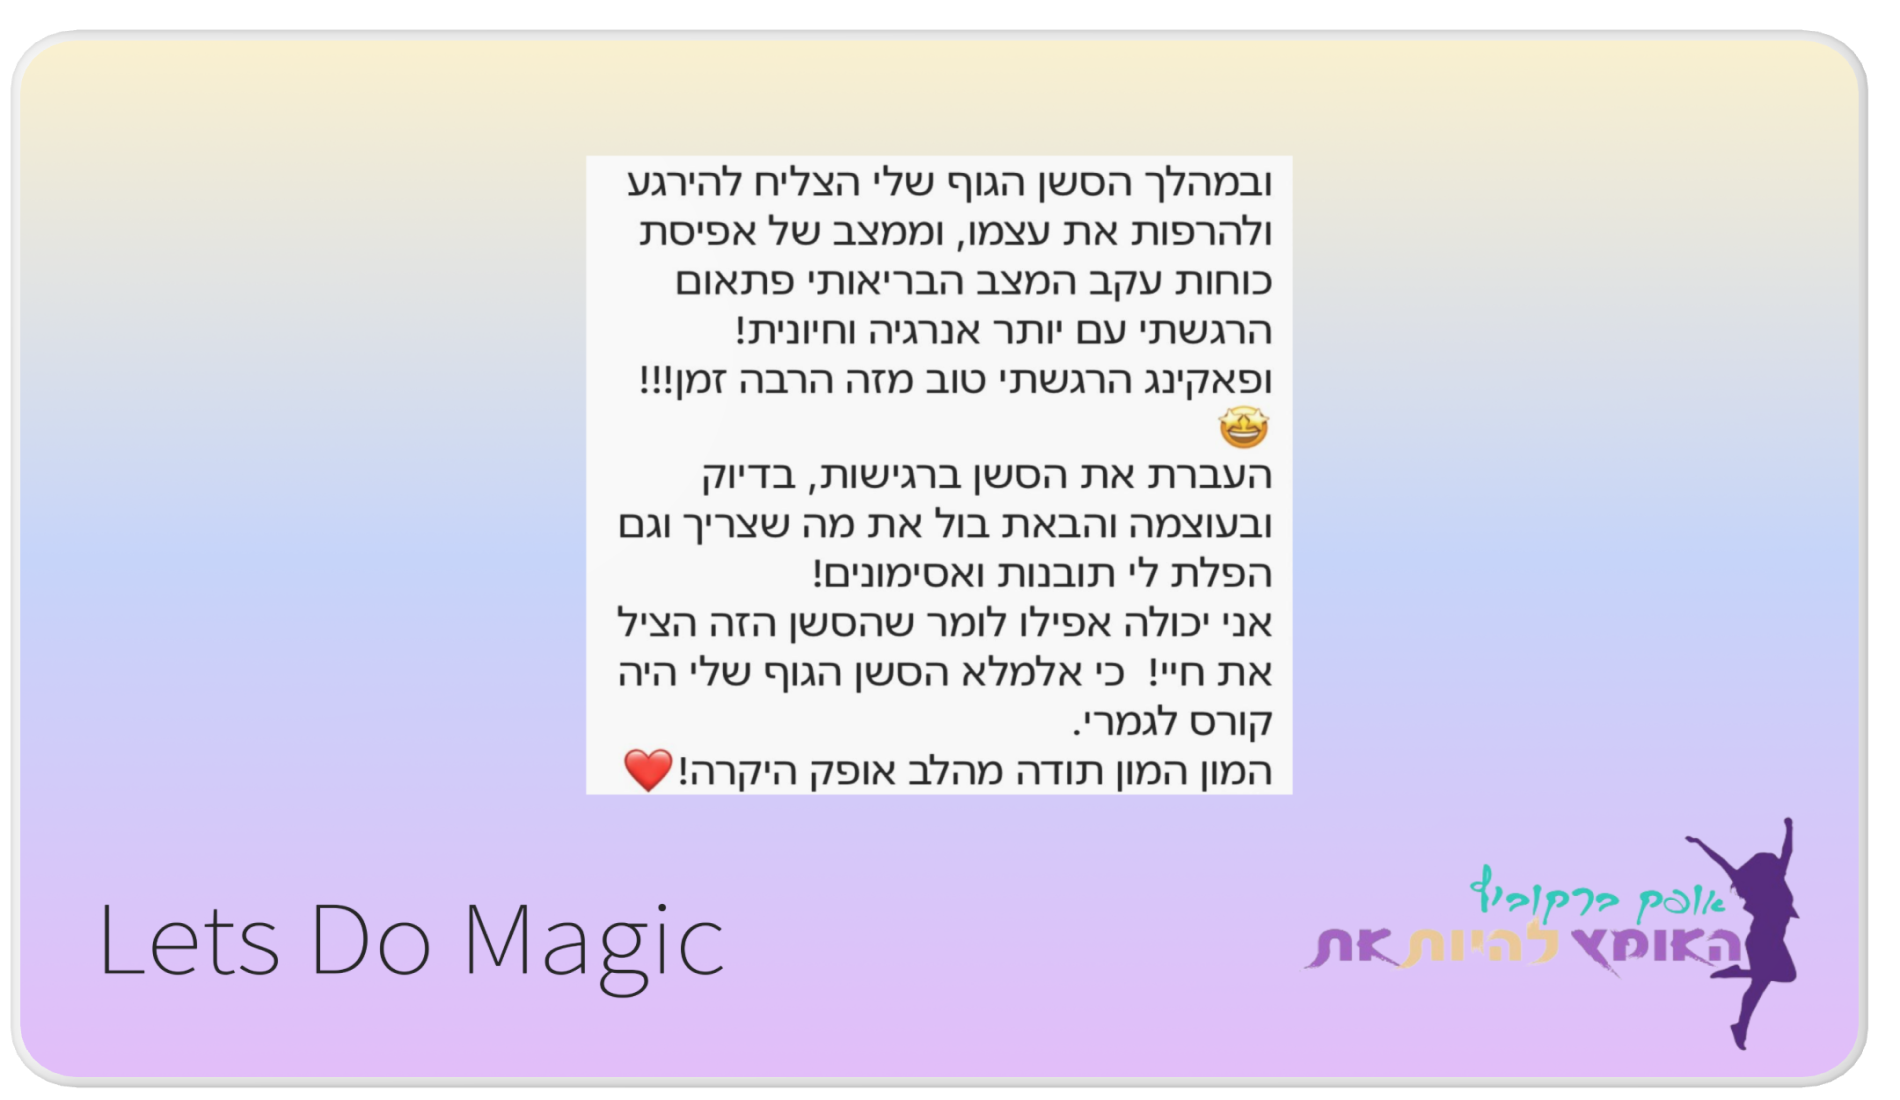 ובמהלך הסשן הגוף שלי הצליח להירגע
ולהרפות את עצמו, וממצב של אפיסת
כוחות עקב המצב הבריאותי פתאום
הרגשתי עם יותר אנרגיה וחיונית!
ופאקינג הרגשתי טוב מזה הרבה זמן!!!
🤩
העברת את הסשן ברגישות, בדיוק
ובעוצמה והבאת בול את מה שצריך וגם
הפלת לי תובנות ואסימונים!
אני יכולה אפילו לומר שהסשן הזה הציל
את חיי!  כי אלמלא הסשן הגוף שלי היה
קורס לגמרי.
המון המון תודה מהלב אופק היקרה!❤️
אופק ברקוביץ
האומץ להיות את
Lets Do Magic